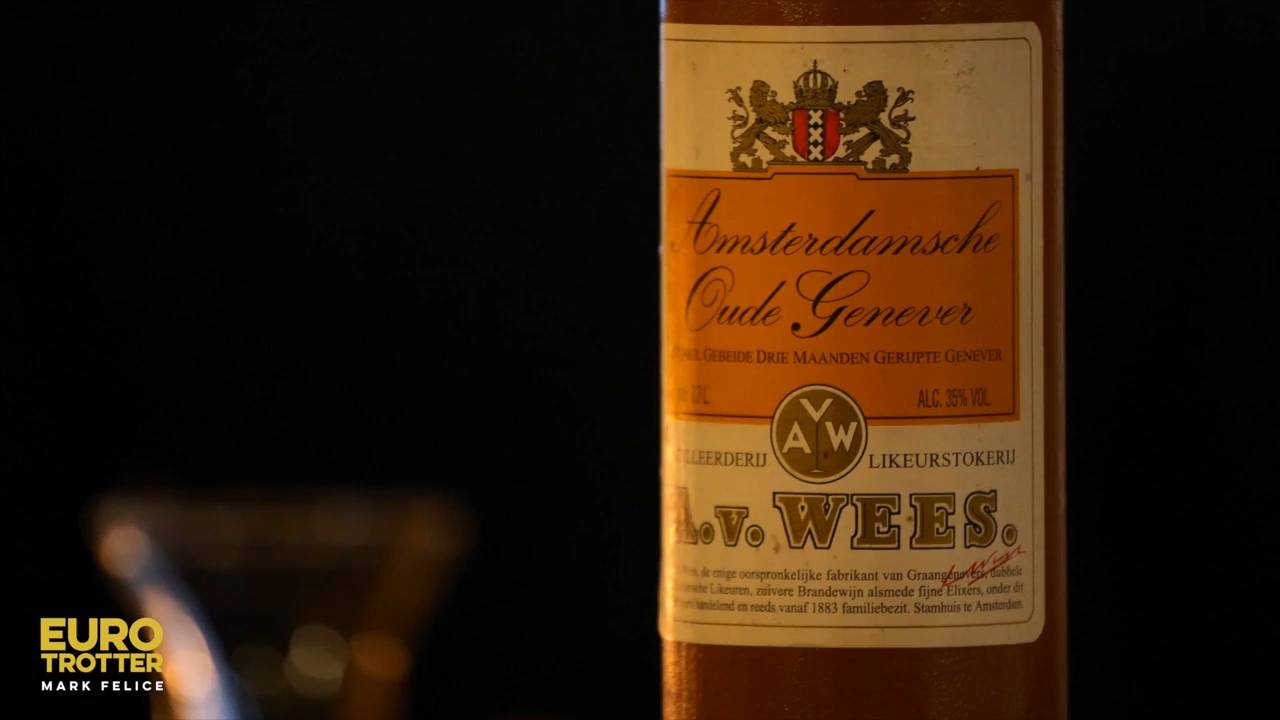 Amsterdamsche
Oude Genever
GEBEIDE DRIE MAANDEN GERIJPTE GENEVER
ALC. 35% VOL.
AVW
LIKEURSTOKERIJ
A.v. WEES.
de enige oorspronkelijke fabrikant van Graangenevers, dubbele
Likeuren, zuivere Brandewijn alsmede fijne Elixers, onder dit
en reeds vanaf 1883 familiebezit. Stamhuis te Amsterdam.
EURO
TROTTER
MARK FELICE